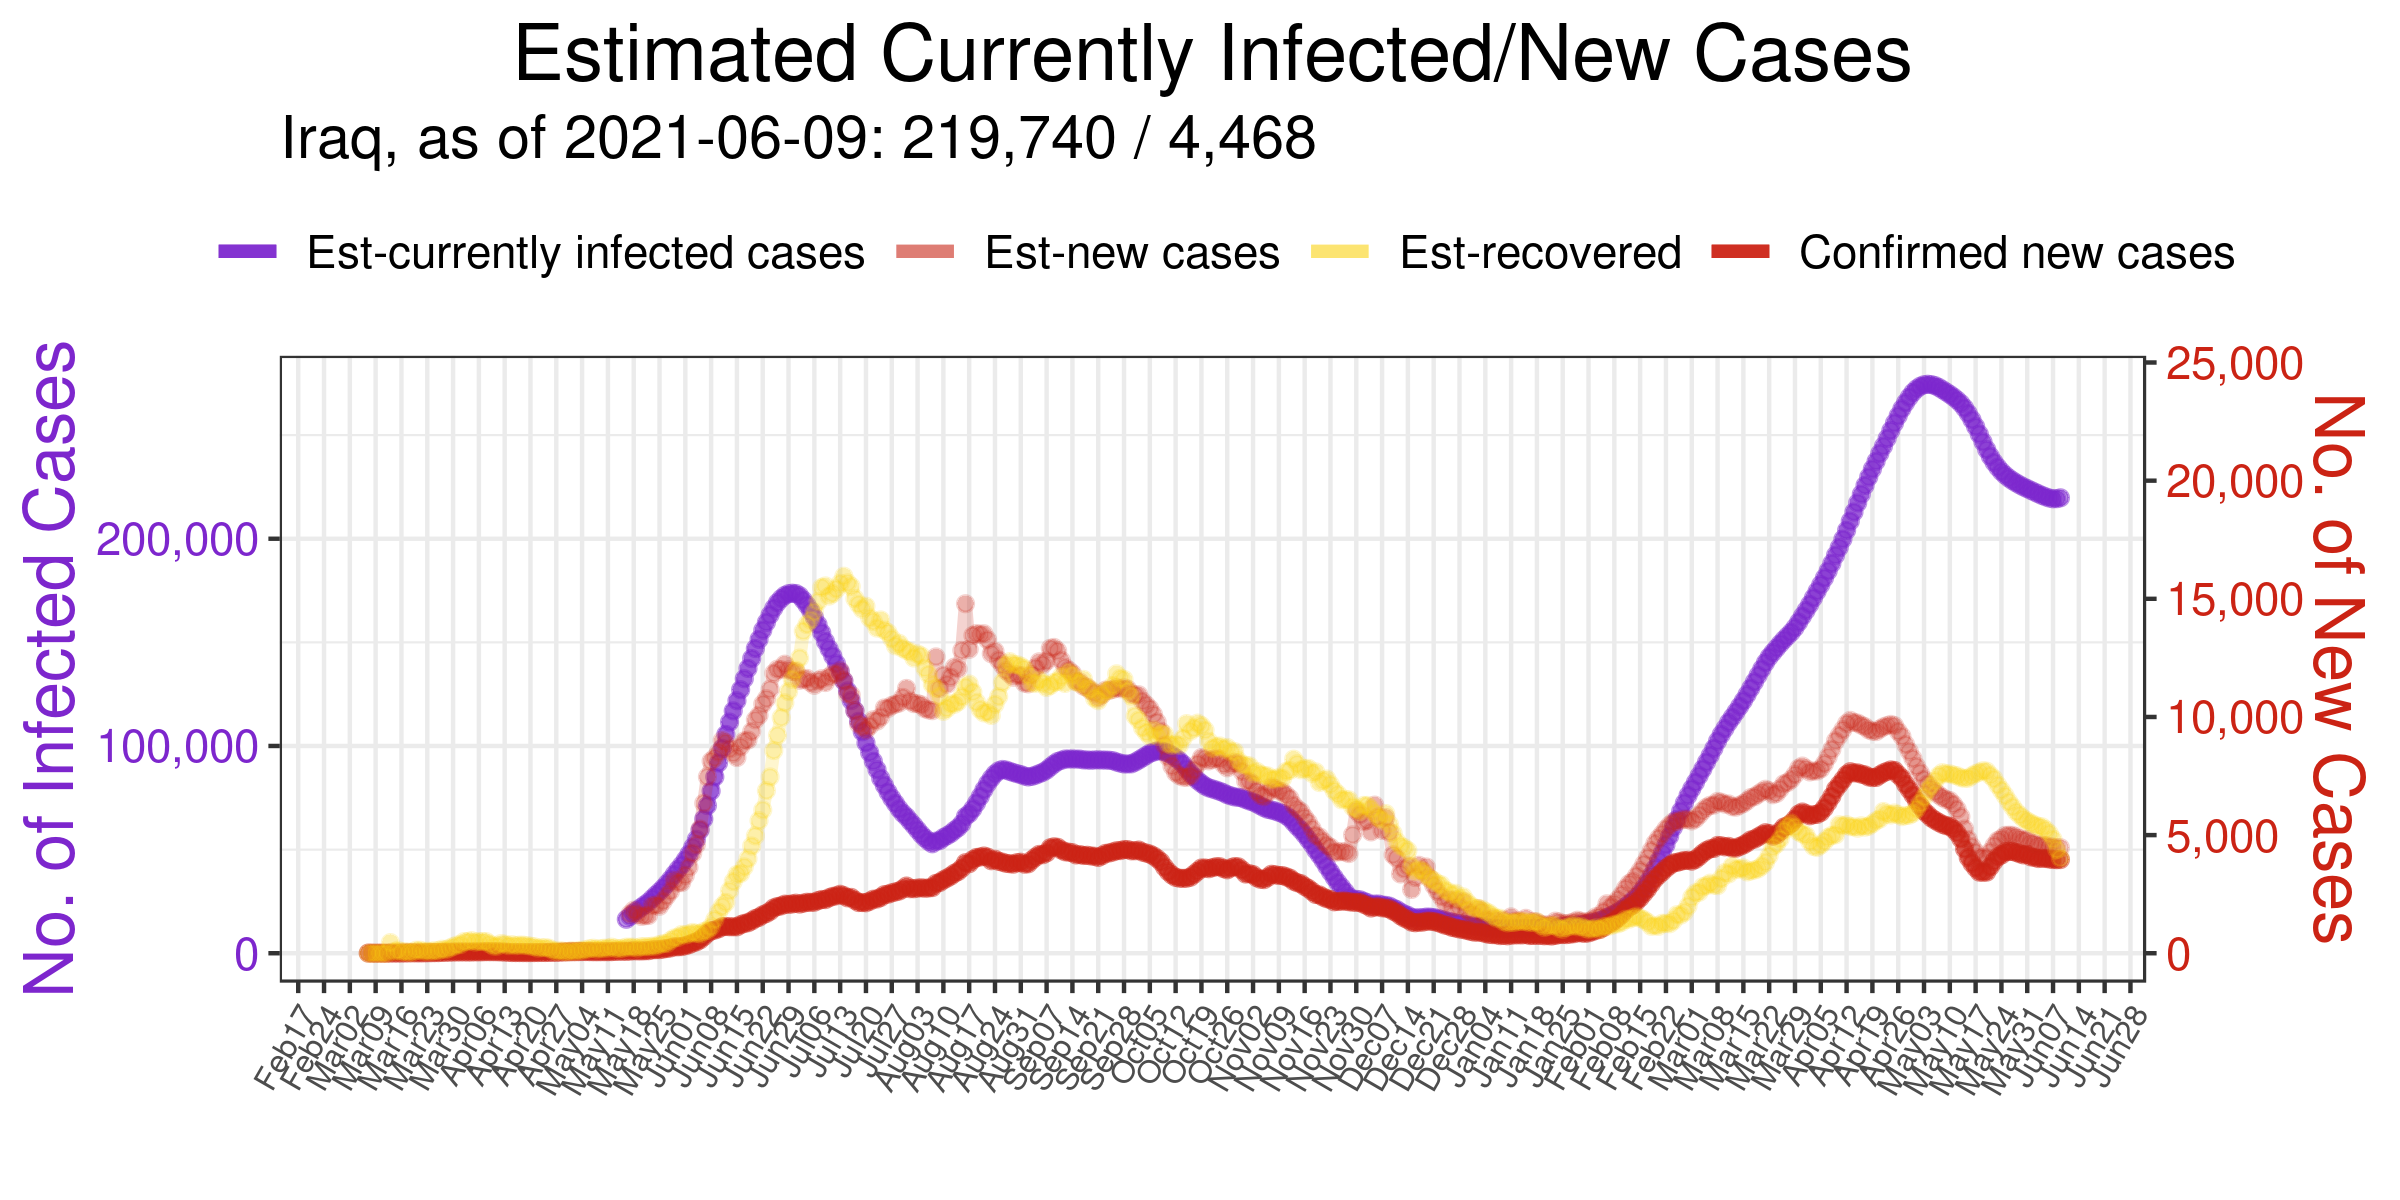 Estimated Currently Infected/New Cases
Iraq, as of 2021-06-09: 219,740 / 4,468
Est-currently infected cases Est-new cases Est-recovered Confirmed new cases
No. of Infected Cases
200,000
100,000
0
25,000
20,000
15,000
10,000
5,000
0
No. of New Cases
Feb17 Feb24 Mar02 Mar09 Mar16 Mar23 Mar30 Apr06 Apr13 Apr20 Apr27 May04 May11 May18 May25 Jun01 Jun08 Jun15 Jun22 Jun29 Jul06 Jul13 Jul20 Jul27 Aug03 Aug10 Aug17 Aug24 Aug31 Sep07 Sep14 Sep21 Sep28 Oct05 Oct12 Oct19 Oct26 Nov02 Nov09 Nov16 Nov23 Nov30 Dec07 Dec14 Dec21 Dec28 Jan04 Jan11 Jan18 Jan25 Feb01 Feb08 Feb15 Feb22 Mar01 Mar08 Mar15 Mar22 Mar29 Apr05 Apr12 Apr19 Apr26 May03 May10 May17 May24 May31 Jun07 Jun14 Jun21 Jun28